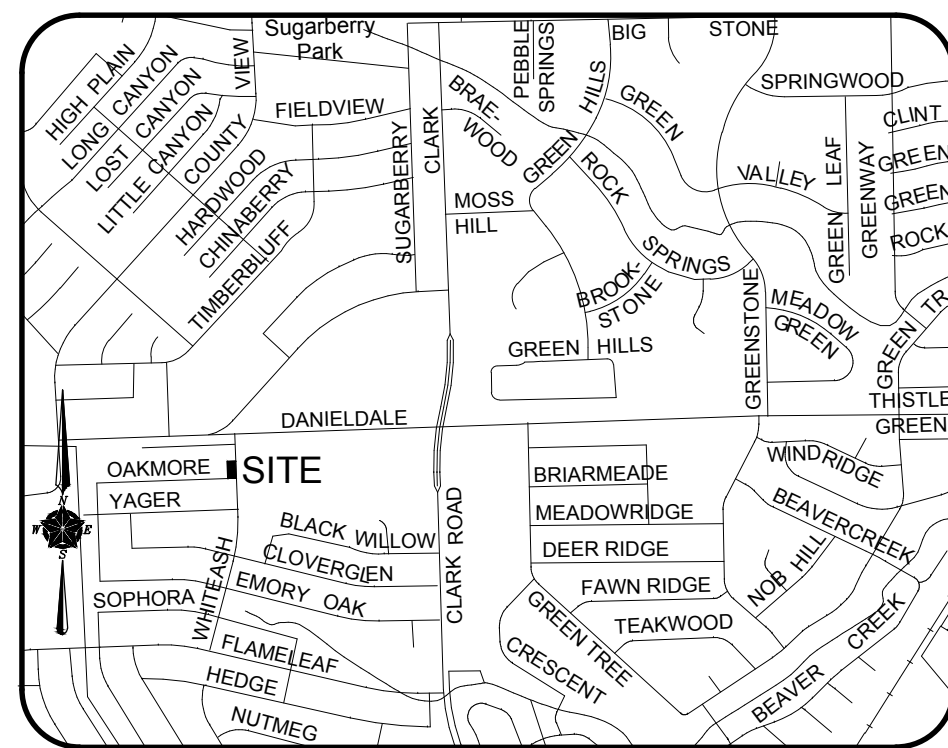 Sugarberry
Park
BIG STONE
PEBBLE
SPRINGS
HIGH PLAIN
LONG CANYON
LOST CANYON
LITTLE CANYON
COUNTY VIEW
FIELDVIEW
HARDWOOD
CHINABERRY
TIMBERBLUFF
SUGARBERRY
CLARK
BRAE-
WOOD
GREEN HILLS
GREEN VALLEY
SPRINGWOOD
CLINT
GREEN
GREEN
ROCK
GREEN LEAF
GREENWAY
ROCK SPRINGS
MOSS
HILL
BROOK-
STONE
GREEN HILLS
GREENSTONE
MEADOW
GREEN
GREEN TR
THISTLE
GREEN
DANIELDALE
OAKMORE
SITE
YAGER
N
W E
S
BLACK WILLOW
CLOVERGLEN
EMORY OAK
SOPHORA
WHITEASH
FLAMELEAF
HEDGE
NUTMEG
CLARK ROAD
BRIARMEADE
MEADOWRIDGE
DEER RIDGE
FAWN RIDGE
TEAKWOOD
GREEN TREE
CRESCENT
WINDRIDGE
BEAVERCREEK
NOB HILL
BEAVER CREEK